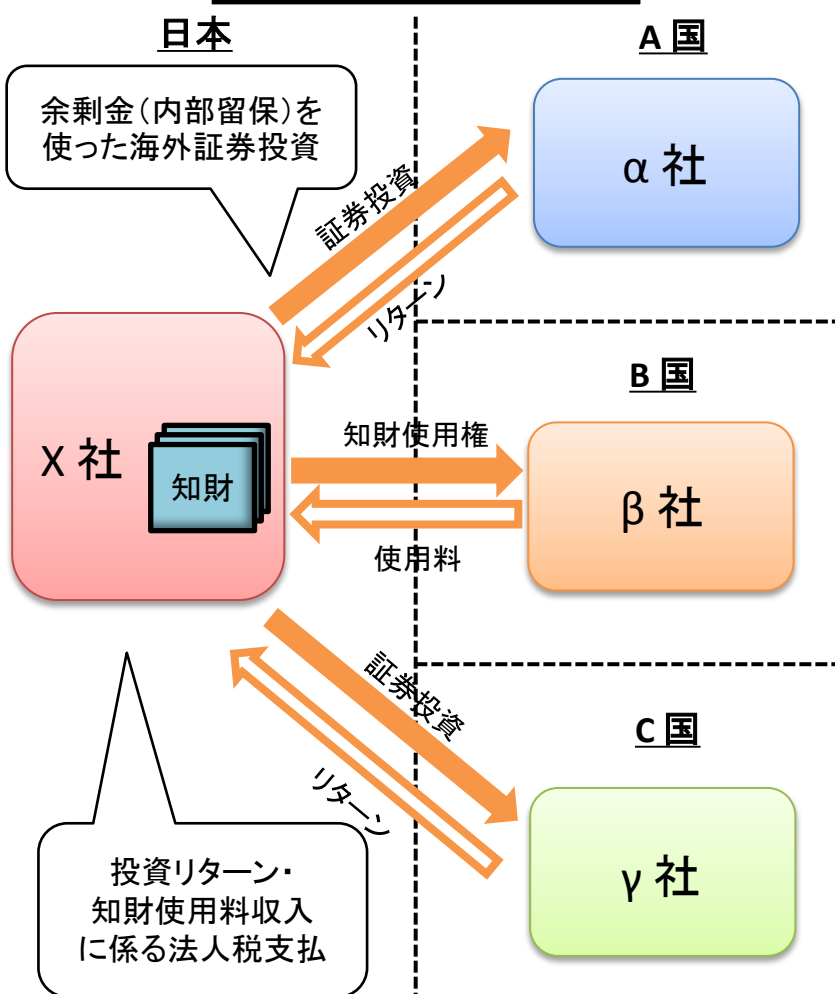 日本
A 国
余剰金（内部留保）を
使った海外証券投資
α 社
証券投資
リターン
B 国
X 社
知財
知財使用権
β 社
使用料
証券投資
C 国
リターン
γ 社
投資リターン・
知財使用料収入
に係る法人税支払